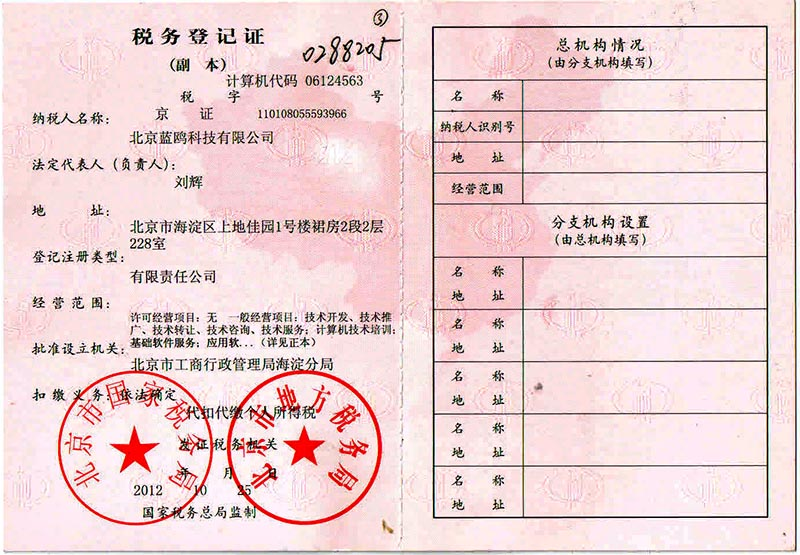 ③
税务登记证
0288205
（副 本）
计算机代码 06124563
税 字 号
京 证 110108055593966
纳税人名称：
北京蓝鸥科技有限公司
法定代表人（负责人）：
刘辉
地 址：
北京市海淀区上地佳园1号楼裙房2段2层
228室
登记注册类型：
有限责任公司
经营范围：
许可经营项目：无 一般经营项目：技术开发、技术推
广、技术转让、技术咨询、技术服务；计算机技术培训；
基础软件服务；应用软...（详见正本）
批准设立机关：
北京市工商行政管理局海淀分局
扣缴义务：依法确定
代扣代缴个人所得税
发证税务机关
年 月 日
2012 10 25
国家税务总局监制
北京市国家税务局
北京市地方税务局
总机构情况
（由分支机构填写）
名 称
纳税人识别号
地 址
经营范围
分支机构设置
（由总机构填写）
名 称
地 址
名 称
地 址
名 称
地 址
名 称
地 址
名 称
地 址